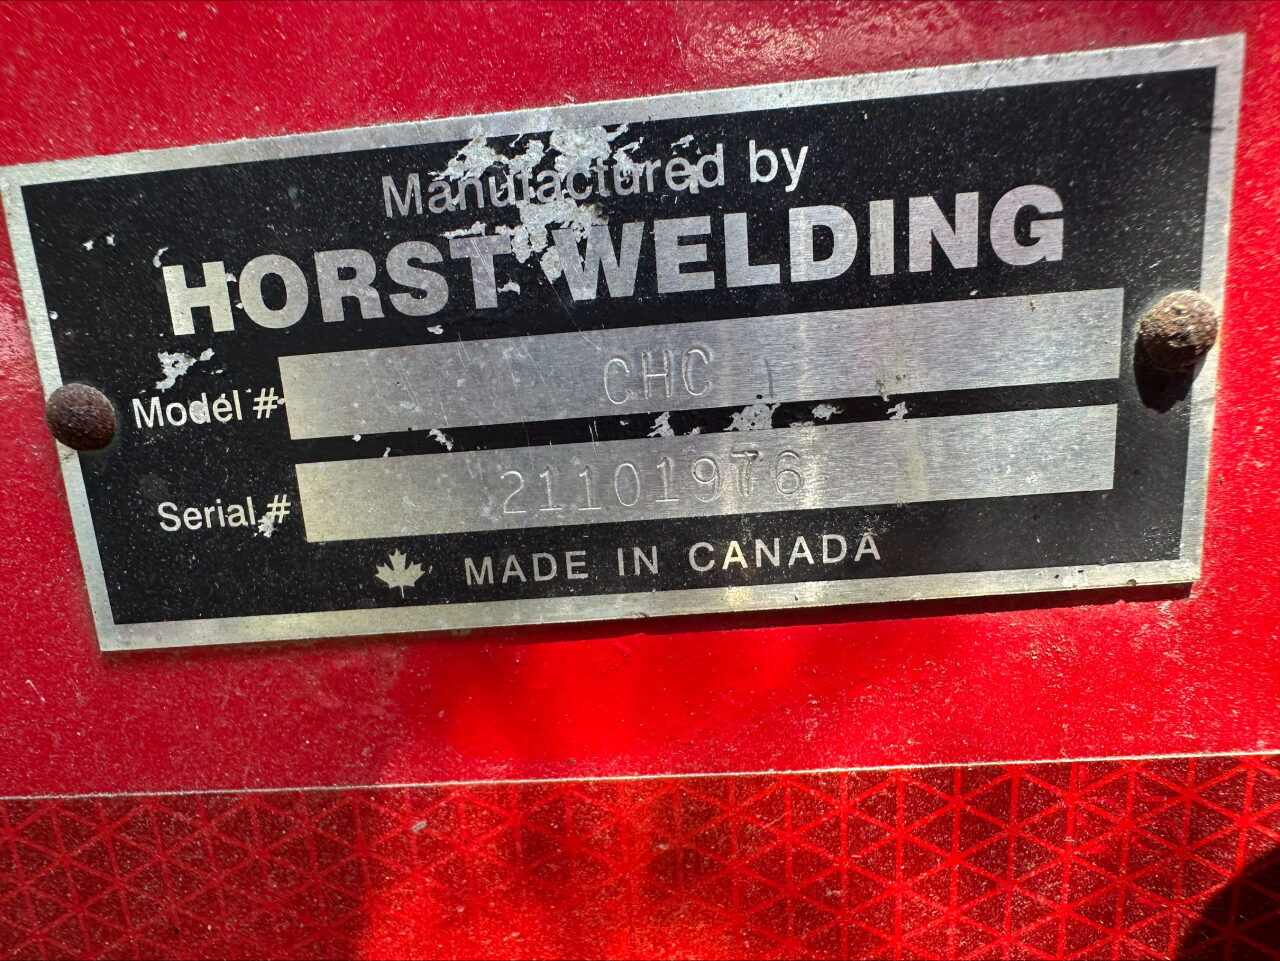 Manufactured by
HORST WELDING
Model # CHC
Serial # 21101976
MADE IN CANADA